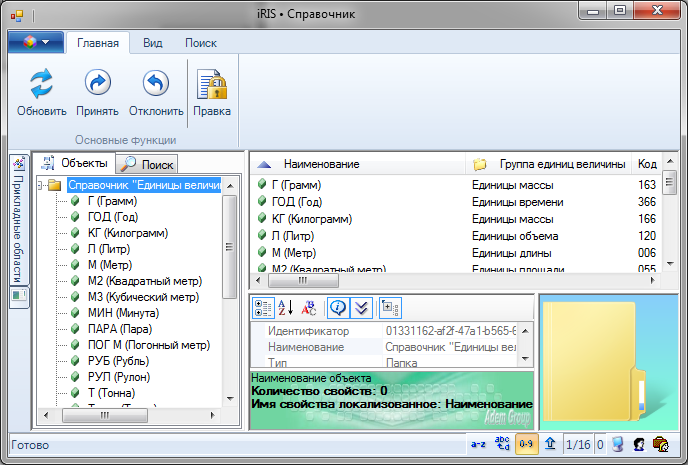 iRIS • Справочник
Главная Вид Поиск
Обновить Принять Отклонить Правка
Основные функции
Прикладные области
Объекты Поиск
Справочник "Единицы величи
Г (Грамм)
ГОД (Год)
КГ (Килограмм)
Л (Литр)
М (Метр)
М2 (Квадратный метр)
М3 (Кубический метр)
МИН (Минута)
ПАРА (Пара)
ПОГ М (Погонный метр)
РУБ (Рубль)
РУЛ (Рулон)
Т (Тонна)
Наименование Группа единиц величины Код
Г (Грамм) Единицы массы 163
ГОД (Год) Единицы времени 366
КГ (Килограмм) Единицы массы 166
Л (Литр) Единицы объема 120
М (Метр) Единицы длины 006
М2 (Квадратный метр) Единицы площади 055
Идентификатор 01331162-af2f-47a1-b565-6
Наименование Справочник "Единицы вел
Тип Папка
Наименование объекта
Количество свойств: 0
Имя свойства локализованное: Наименование
Adem Group
Готово a-z abc t.d 0-9 1/16 0